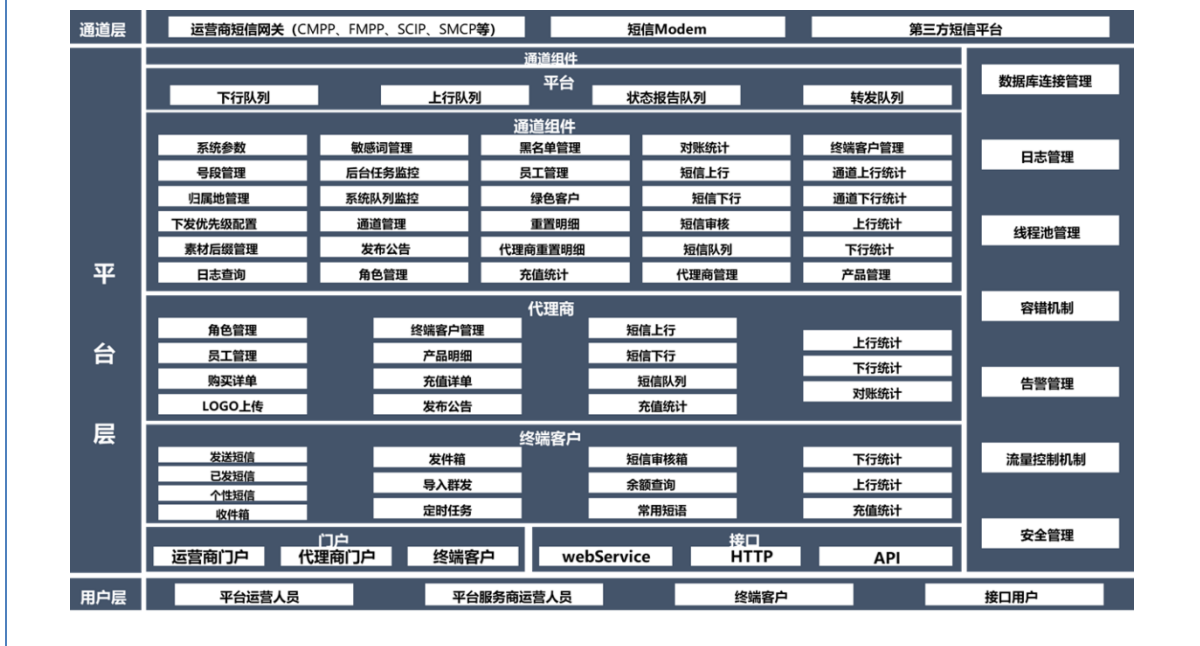 通道层
运营商短信网关（CMPP、FMPP、SCIP、SMCP等）
短信Modem
第三方短信平台
平台层
通道组件
平台
下行队列
上行队列
状态报告队列
转发队列
通道组件
系统参数
敏感词管理
黑名单管理
对账统计
终端客户管理
号段管理
后台任务监控
员工管理
短信上行
通道上行统计
归属地管理
系统队列监控
绿色客户
短信下行
通道下行统计
下发优先级配置
通道管理
重置明细
短信审核
上行统计
素材后缀管理
发布公告
代理商重置明细
短信队列
下行统计
日志查询
角色管理
充值统计
代理商管理
产品管理
代理商
角色管理
终端客户管理
短信上行
上行统计
员工管理
产品明细
短信下行
下行统计
购买详单
充值详单
短信队列
对账统计
LOGO上传
发布公告
充值统计
终端客户
发送短信
发件箱
短信审核箱
下行统计
已发短信
导入群发
余额查询
上行统计
个性短信
收件箱
定时任务
常用短语
充值统计
门户
运营商门户
代理商门户
终端客户
接口
webService
HTTP
API
数据库连接管理
日志管理
线程池管理
容错机制
告警管理
流量控制机制
安全管理
用户层
平台运营人员
平台服务商运营人员
终端客户
接口用户